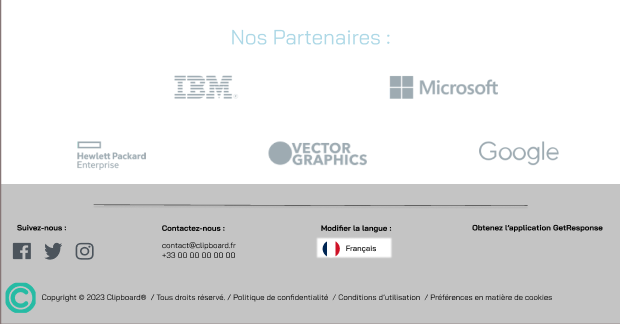 Nos Partenaires :
IBM®
Microsoft
Hewlett Packard
Enterprise
VECTOR
GRAPHICS
Google
Suivez-nous :
Contactez-nous :
Modifier la langue :
Obtenez l'application GetResponse
contact@clipboard.fr
+33 00 00 00 00 00
Français
Copyright © 2023 Clipboard® / Tous droits réservé. / Politique de confidentialité / Conditions d'utilisation / Préférences en matière de cookies